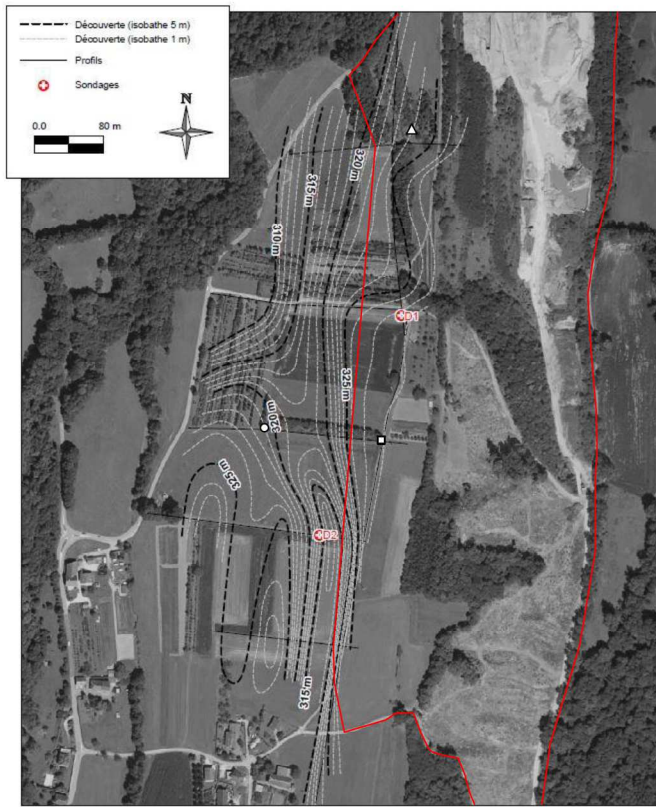 Découverte (isobathe 5 m)
Découverte (isobathe 1 m)
Profils
Sondages
N
0.0 80 m
320 m
315 m
310 m
D1
325 m
320 m
325 m
D2
315 m